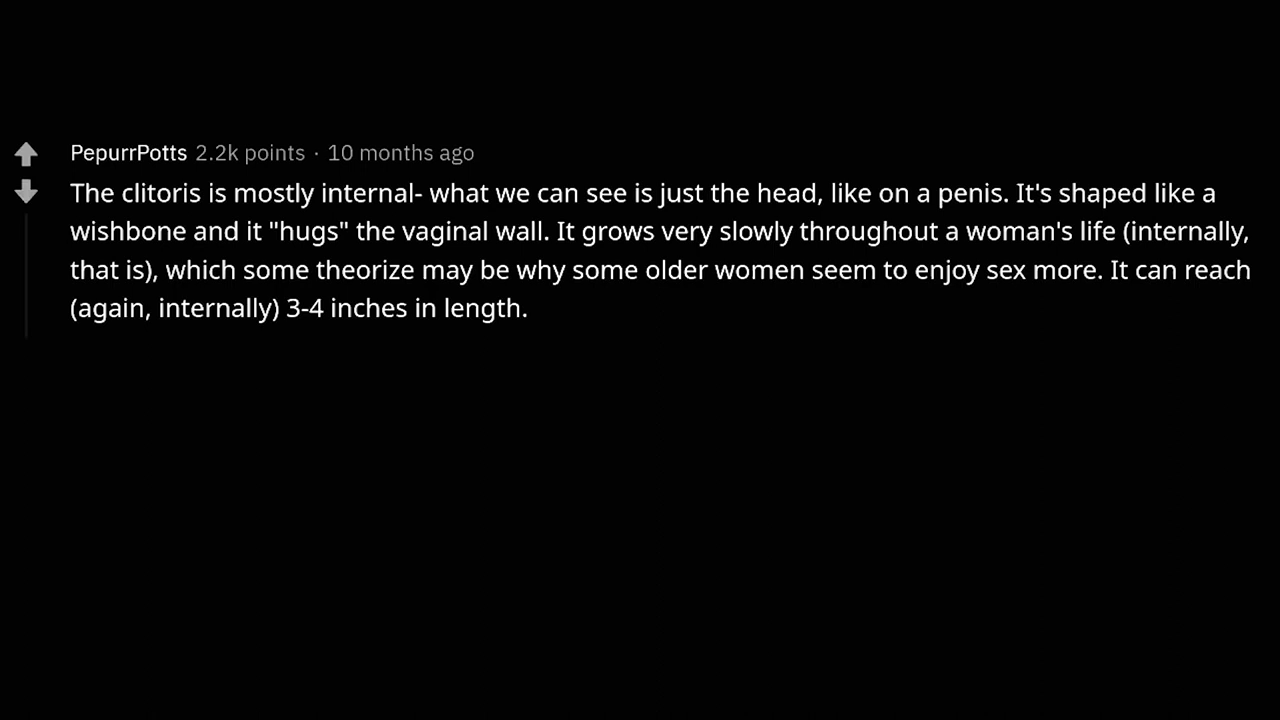 PepurrPotts 2.2k points · 10 months ago
The clitoris is mostly internal- what we can see is just the head, like on a penis. It's shaped like a
wishbone and it "hugs" the vaginal wall. It grows very slowly throughout a woman's life (internally,
that is), which some theorize may be why some older women seem to enjoy sex more. It can reach
(again, internally) 3-4 inches in length.